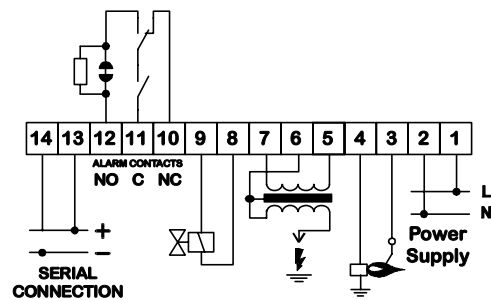 14 13 12 11 10 9 8 7 6 5 4 3 2 1
ALARM CONTACTS
NO C NC
L
N
+
−
Power
Supply
SERIAL
CONNECTION